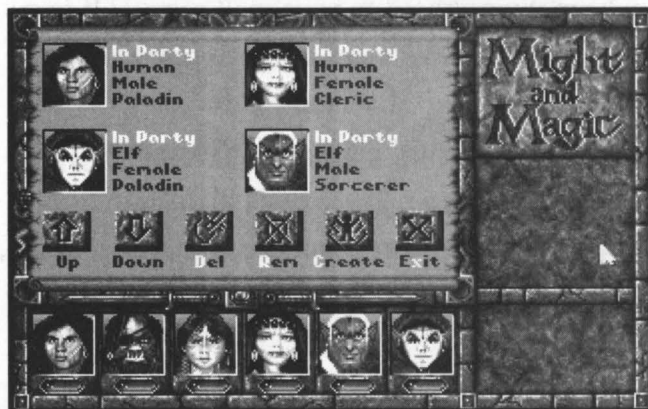 In Party
Human
Male
Paladin
In Party
Human
Female
Cleric
In Party
Elf
Female
Paladin
In Party
Elf
Male
Sorcerer
Up Down Del Rem Create Exit
Might
and
Magic